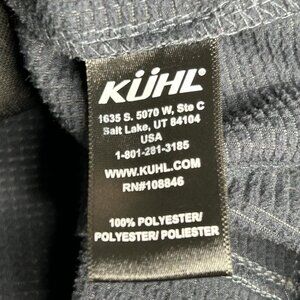 KÜHL®
1635 S. 5070 W, Ste C
Salt Lake, UT 84104
USA
1-801-281-3185
WWW.KUHL.COM
RN#108846
100% POLYESTER/
POLYESTER/ POLIESTER